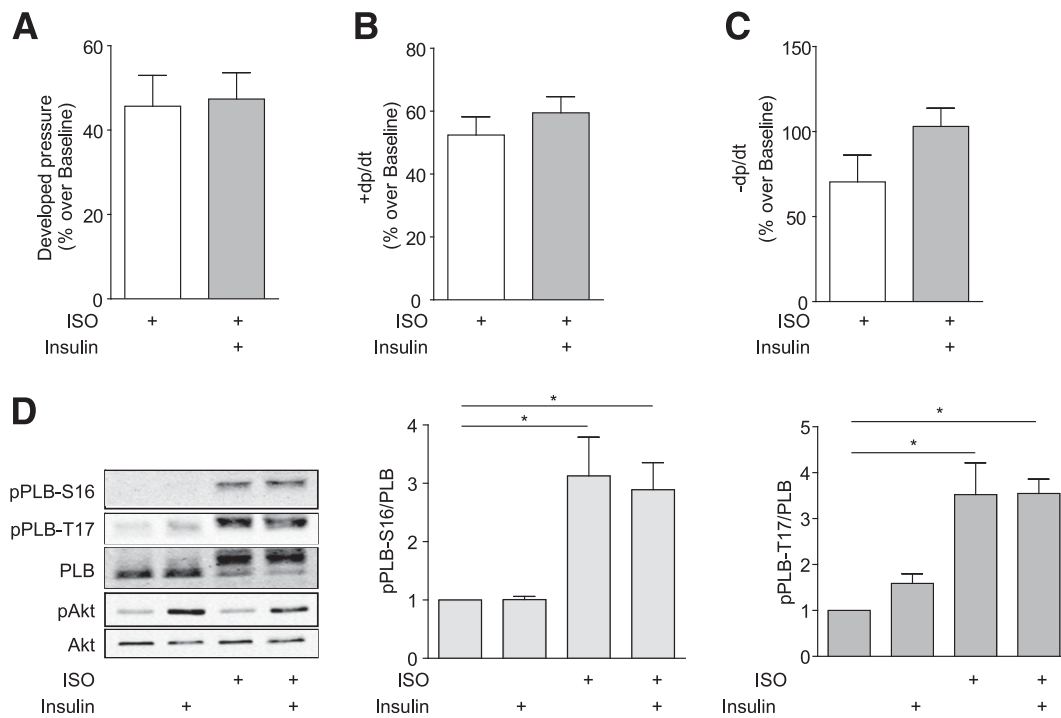 A
Developed pressure
(% over Baseline)
60
40
20
0
ISO + +
Insulin +
B
+dp/dt
(% over Baseline)
80
60
40
20
0
ISO + +
Insulin +
C
-dp/dt
(% over Baseline)
150
100
50
0
ISO + +
Insulin +
D
pPLB-S16
pPLB-T17
PLB
pAkt
Akt
ISO + +
Insulin + +
pPLB-S16/PLB
4
3
2
1
0
*
*
ISO + +
Insulin + +
pPLB-T17/PLB
5
4
3
2
1
0
*
*
ISO + +
Insulin + +